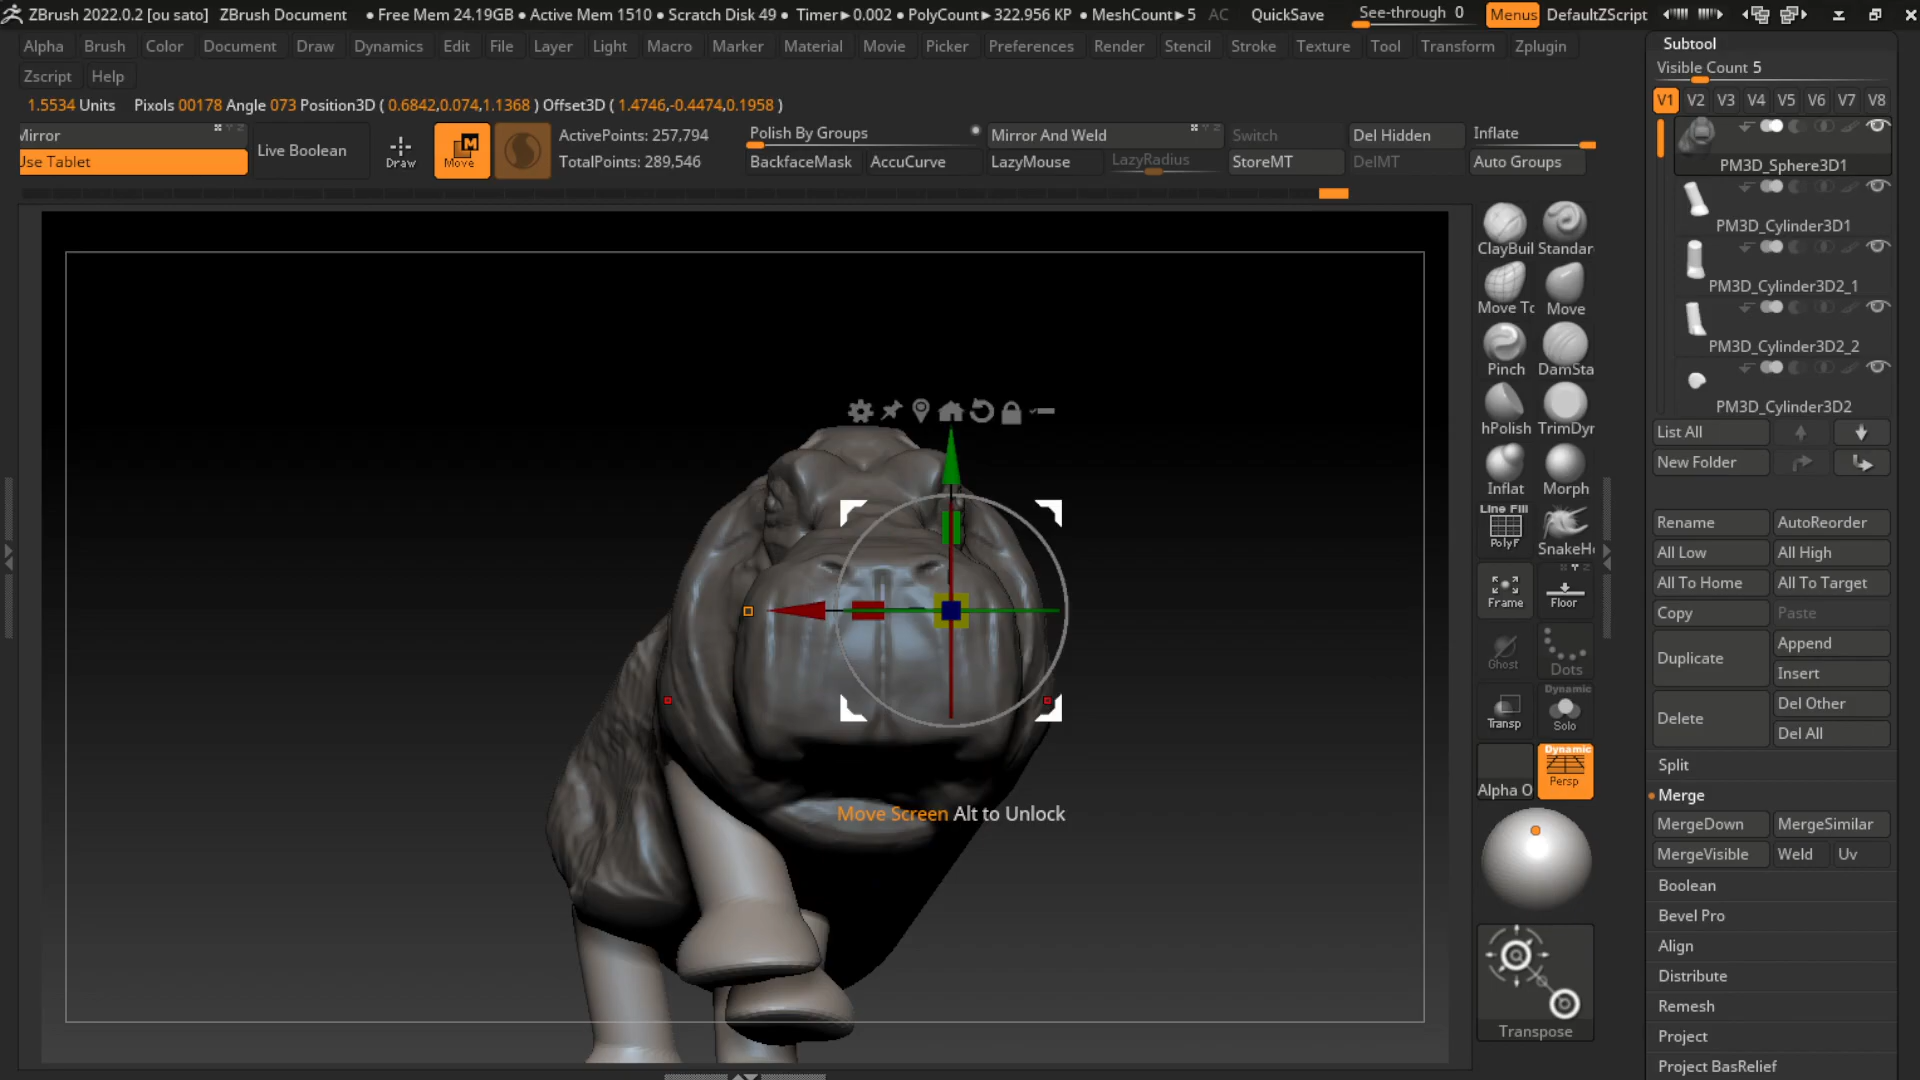 ZBrush 2022.0.2 [ou sato] ZBrush Document • Free Mem 24.19GB • Active Mem 1510 • Scratch Disk 49 • Timer▸0.002 • PolyCount▸322.956 KP • MeshCount▸5 AC QuickSave See-through 0 Menus DefaultZScript
Alpha Brush Color Document Draw Dynamics Edit File Layer Light Macro Marker Material Movie Picker Preferences Render Stencil Stroke Texture Tool Transform Zplugin
Zscript Help
1.5534 Units Pixols 00178 Angle 073 Position3D ( 0.6842,0.074,1.1368 ) Offset3D ( 1.4746,-0.4474,0.1958 )
Mirror
Use Tablet
Live Boolean
Draw
M
Move
ActivePoints: 257,794
TotalPoints: 289,546
Polish By Groups
BackfaceMask AccuCurve
Mirror And Weld
LazyMouse LazyRadius
Switch
StoreMT
Del Hidden
DelMT
Inflate
Auto Groups
Move Screen Alt to Unlock
ClayBuil Standar
Move To Move
Pinch DamSta
hPolish TrimDyn
Inflat Morph
Line Fill
PolyF
SnakeHo
Frame Floor
Ghost Dots
Transp
Dynamic
Solo
Alpha O
Dynamic
Persp
Transpose
Subtool
Visible Count 5
V1 V2 V3 V4 V5 V6 V7 V8
PM3D_Sphere3D1
PM3D_Cylinder3D1
PM3D_Cylinder3D2_1
PM3D_Cylinder3D2_2
PM3D_Cylinder3D2
List All
New Folder
Rename AutoReorder
All Low All High
All To Home All To Target
Copy Paste
Duplicate Append
Insert
Delete Del Other
Del All
Split
Merge
MergeDown MergeSimilar
MergeVisible Weld Uv
Boolean
Bevel Pro
Align
Distribute
Remesh
Project
Project BasRelief